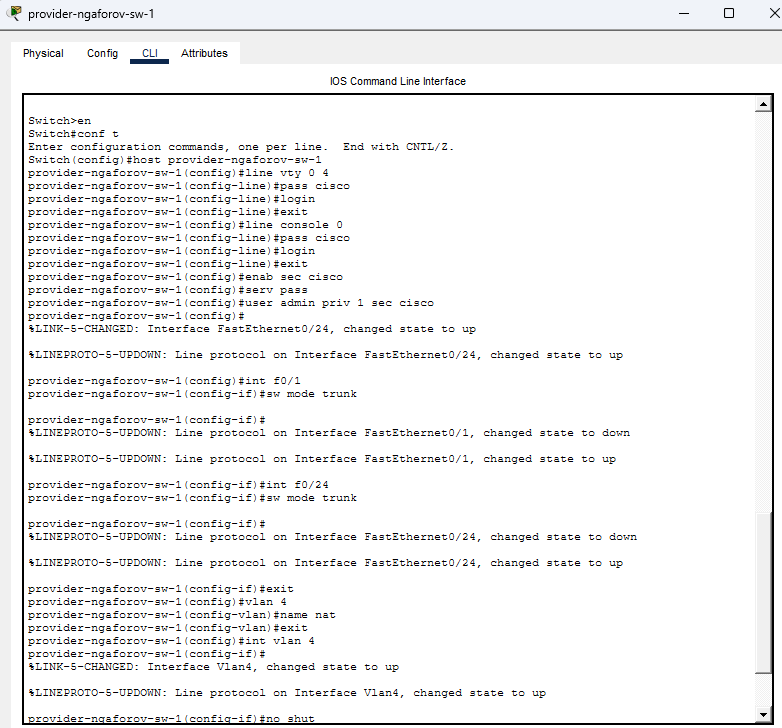 provider-ngaforov-sw-1
Physical Config CLI Attributes
IOS Command Line Interface
Switch>en
Switch#conf t
Enter configuration commands, one per line.  End with CNTL/Z.
Switch(config)#host provider-ngaforov-sw-1
provider-ngaforov-sw-1(config)#line vty 0 4
provider-ngaforov-sw-1(config-line)#pass cisco
provider-ngaforov-sw-1(config-line)#login
provider-ngaforov-sw-1(config-line)#exit
provider-ngaforov-sw-1(config)#line console 0
provider-ngaforov-sw-1(config-line)#pass cisco
provider-ngaforov-sw-1(config-line)#login
provider-ngaforov-sw-1(config-line)#exit
provider-ngaforov-sw-1(config)#enab sec cisco
provider-ngaforov-sw-1(config)#serv pass
provider-ngaforov-sw-1(config)#user admin priv 1 sec cisco
provider-ngaforov-sw-1(config)#
%LINK-5-CHANGED: Interface FastEthernet0/24, changed state to up
%LINEPROTO-5-UPDOWN: Line protocol on Interface FastEthernet0/24, changed state to up
provider-ngaforov-sw-1(config)#int f0/1
provider-ngaforov-sw-1(config-if)#sw mode trunk
provider-ngaforov-sw-1(config-if)#
%LINEPROTO-5-UPDOWN: Line protocol on Interface FastEthernet0/1, changed state to down
%LINEPROTO-5-UPDOWN: Line protocol on Interface FastEthernet0/1, changed state to up
provider-ngaforov-sw-1(config-if)#int f0/24
provider-ngaforov-sw-1(config-if)#sw mode trunk
provider-ngaforov-sw-1(config-if)#
%LINEPROTO-5-UPDOWN: Line protocol on Interface FastEthernet0/24, changed state to down
%LINEPROTO-5-UPDOWN: Line protocol on Interface FastEthernet0/24, changed state to up
provider-ngaforov-sw-1(config-if)#exit
provider-ngaforov-sw-1(config)#vlan 4
provider-ngaforov-sw-1(config-vlan)#name nat
provider-ngaforov-sw-1(config-vlan)#exit
provider-ngaforov-sw-1(config)#int vlan 4
provider-ngaforov-sw-1(config-if)#
%LINK-5-CHANGED: Interface Vlan4, changed state to up
%LINEPROTO-5-UPDOWN: Line protocol on Interface Vlan4, changed state to up
provider-ngaforov-sw-1(config-if)#no shut